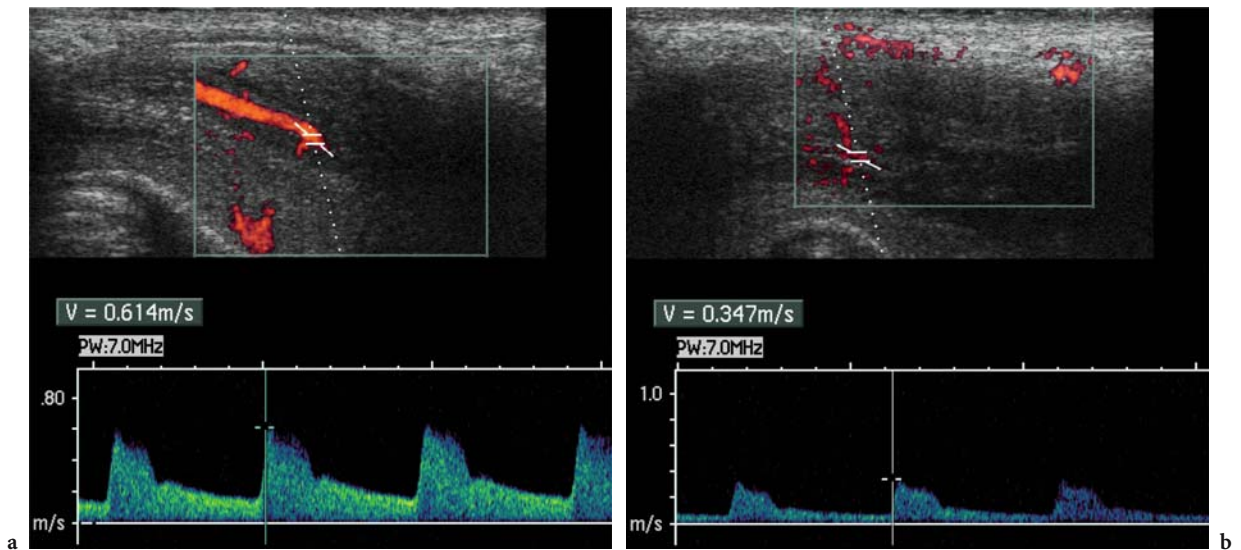 V = 0.614m/s
PW:7.0MHz
.80
m/s
a
V = 0.347m/s
PW:7.0MHz
1.0
m/s
b